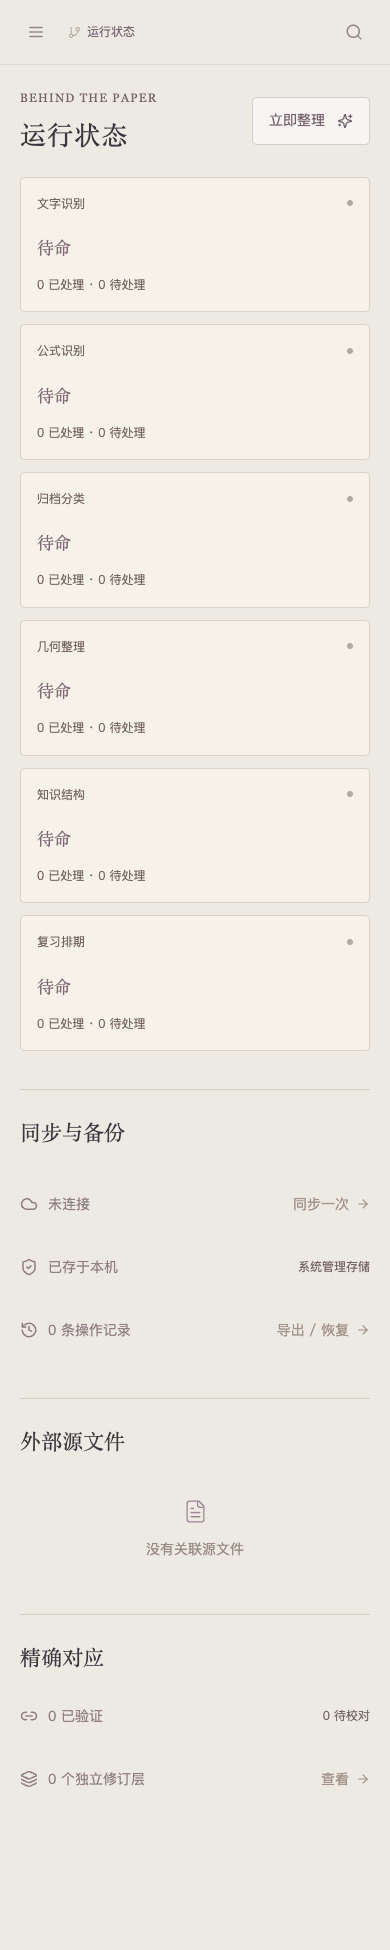 运行状态
BEHIND THE PAPER
运行状态
立即整理
文字识别
待命
0 已处理 · 0 待处理
公式识别
待命
0 已处理 · 0 待处理
归档分类
待命
0 已处理 · 0 待处理
几何整理
待命
0 已处理 · 0 待处理
知识结构
待命
0 已处理 · 0 待处理
复习排期
待命
0 已处理 · 0 待处理
同步与备份
未连接 同步一次 →
已存于本机 系统管理存储
0 条操作记录 导出 / 恢复 →
外部源文件
没有关联源文件
精确对应
0 已验证 0 待校对
0 个独立修订层 查看 →